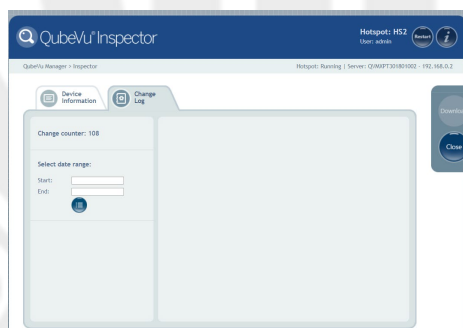 QubeVu® Inspector
Hotspot: HS2
User: admin
Restart
i
QubeVu Manager > Inspector
Hotspot: Running | Server: QVMXPT301801002 - 192.168.0.2
Device
Information
Change
Log
Change counter: 108
Select date range:
Start:
End:
Downloa
Close